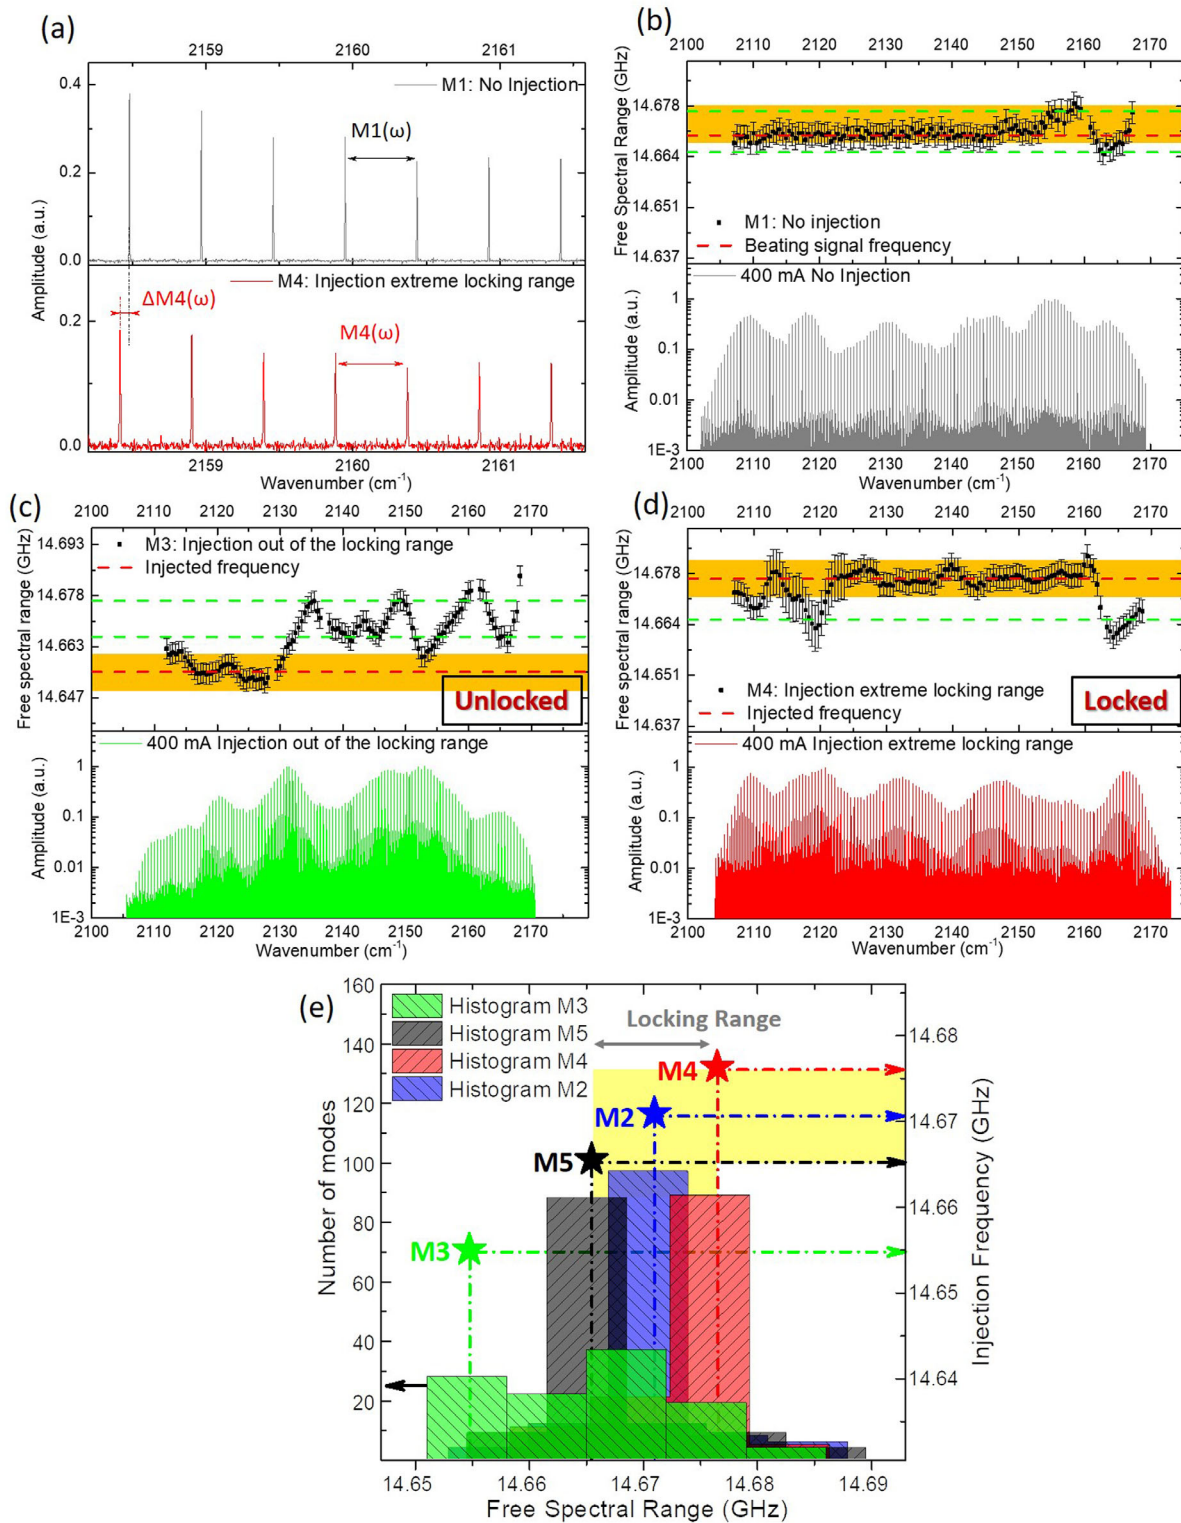 (a)
2159 2160 2161
0.4
M1: No Injection
M1(ω)
0.2
0.0
Amplitude (a.u.)
M4: Injection extreme locking range
ΔM4(ω)
M4(ω)
0.2
0.0
2159 2160 2161
Wavenumber (cm⁻¹)
(b)
2100 2110 2120 2130 2140 2150 2160 2170
Free Spectral Range (GHz)
14.678
14.664
14.651
14.637
M1: No injection
Beating signal frequency
400 mA No Injection
Amplitude (a.u.)
1
0.1
0.01
1E-3
2100 2110 2120 2130 2140 2150 2160 2170
Wavenumber (cm⁻¹)
(c)
2100 2110 2120 2130 2140 2150 2160 2170
Free spectral range (GHz)
14.693
14.678
14.663
14.647
M3: Injection out of the locking range
Injected frequency
Unlocked
400 mA Injection out of the locking range
Amplitude (a.u.)
1
0.1
0.01
1E-3
2100 2110 2120 2130 2140 2150 2160 2170
Wavenumber (cm⁻¹)
(d)
2100 2110 2120 2130 2140 2150 2160 2170
Free spectral range (GHz)
14.678
14.664
14.651
14.637
M4: Injection extreme locking range
Injected frequency
Locked
400 mA Injection extreme locking range
Amplitude (a.u.)
1
0.1
0.01
1E-3
2100 2110 2120 2130 2140 2150 2160 2170
Wavenumber (cm⁻¹)
(e)
160
140
120
100
80
60
40
20
Number of modes
Histogram M3
Histogram M5
Histogram M4
Histogram M2
Locking Range
M4
M2
M5
M3
14.68
14.67
14.66
14.65
14.64
Injection Frequency (GHz)
14.65 14.66 14.67 14.68 14.69
Free Spectral Range (GHz)